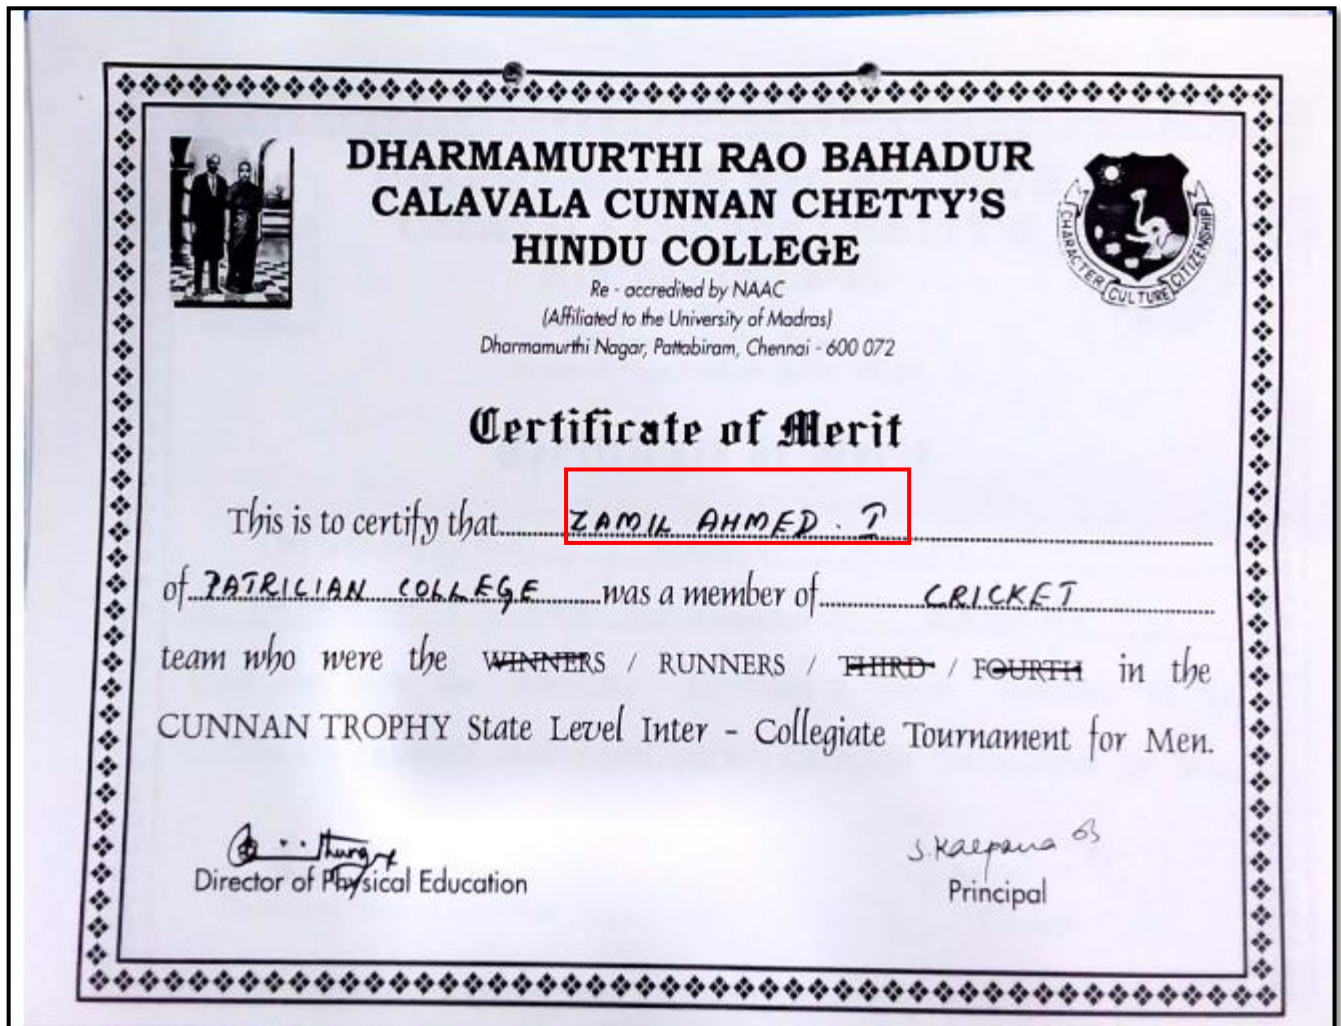 DHARMAMURTHI RAO BAHADUR
CALAVALA CUNNAN CHETTY'S
HINDU COLLEGE
Re - accredited by NAAC
(Affiliated to the University of Madras)
Dharmamurthi Nagar, Pattabiram, Chennai - 600 072
CHARACTER CULTURE CITIZENSHIP
Certificate of Merit
This is to certify that ZAMIL AHMED . I
of PATRICIAN COLLEGE was a member of CRICKET
team who were the WINNERS / RUNNERS / THIRD / FOURTH in the
CUNNAN TROPHY State Level Inter - Collegiate Tournament for Men.
S. Kalpana
Director of Physical Education
Principal